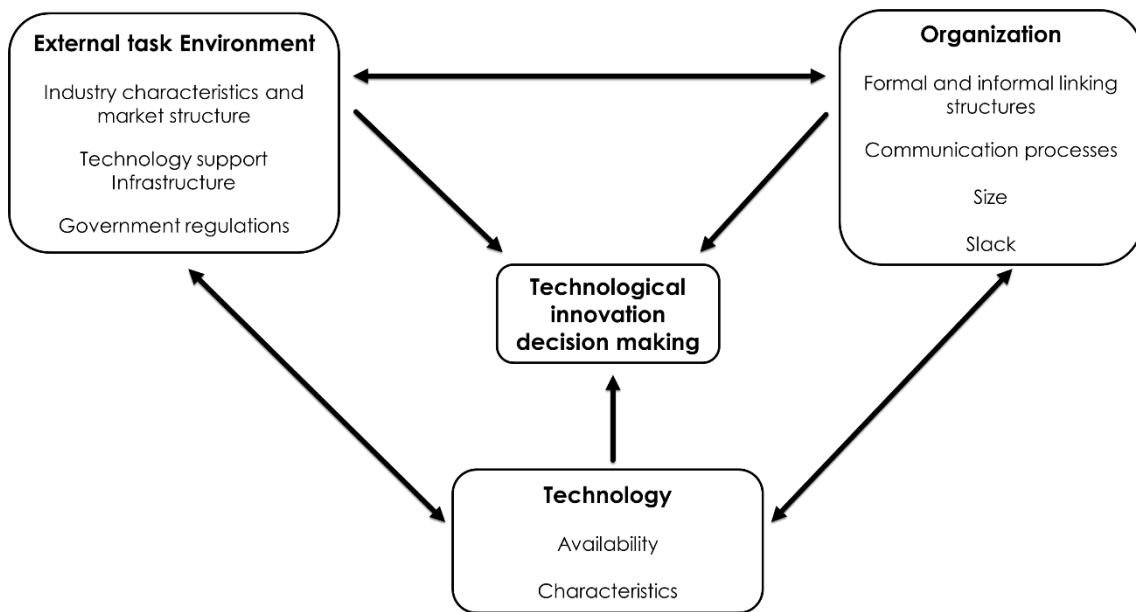 External task Environment
Industry characteristics and
market structure
Technology support
Infrastructure
Government regulations
Organization
Formal and informal linking
structures
Communication processes
Size
Slack
Technological
innovation
decision making
Technology
Availability
Characteristics